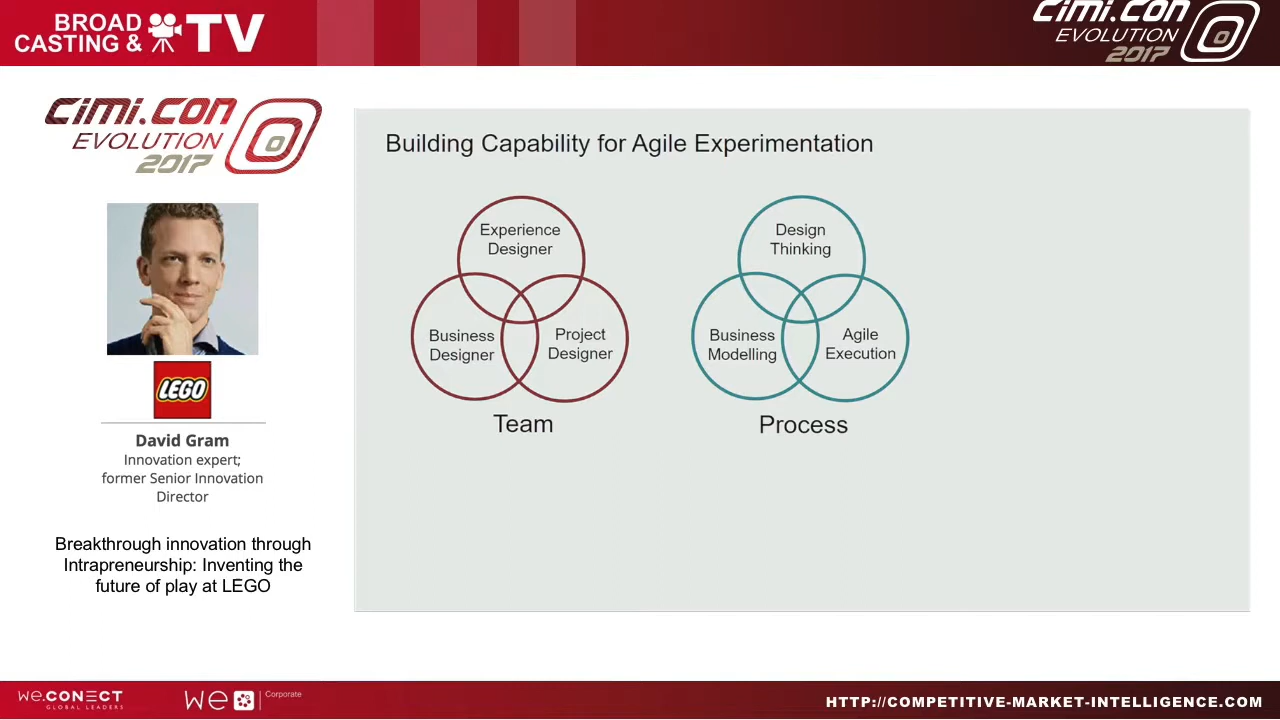 BROAD
CASTING & TV
CiMi.CON
EVOLUTION
2017
CiMi.CON
EVOLUTION
2017
LEGO
David Gram
Innovation expert;
former Senior Innovation
Director
Breakthrough innovation through
Intrapreneurship: Inventing the
future of play at LEGO
Building Capability for Agile Experimentation
Experience
Designer
Business
Designer
Project
Designer
Team
Design
Thinking
Business
Modelling
Agile
Execution
Process
we.CONECT
GLOBAL LEADERS
we
Corporate
HTTP://COMPETITIVE-MARKET-INTELLIGENCE.COM